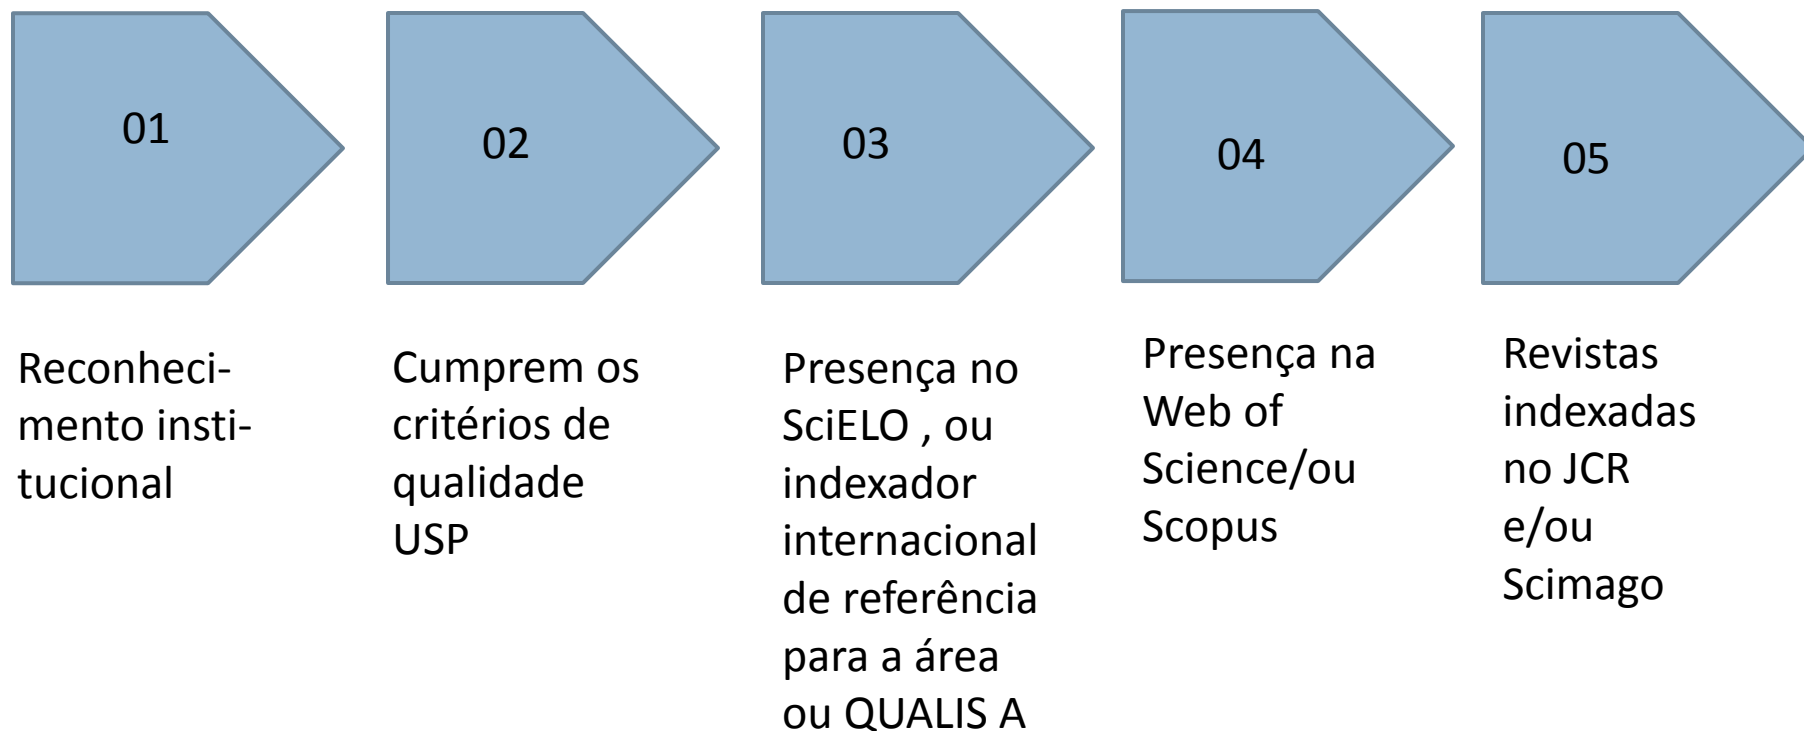 01
02
03
04
05
Reconheci-
mento insti-
tucional
Cumprem os
critérios de
qualidade
USP
Presença no
SciELO , ou
indexador
internacional
de referência
para a área
ou QUALIS A
Presença na
Web of
Science/ou
Scopus
Revistas
indexadas
no JCR
e/ou
Scimago